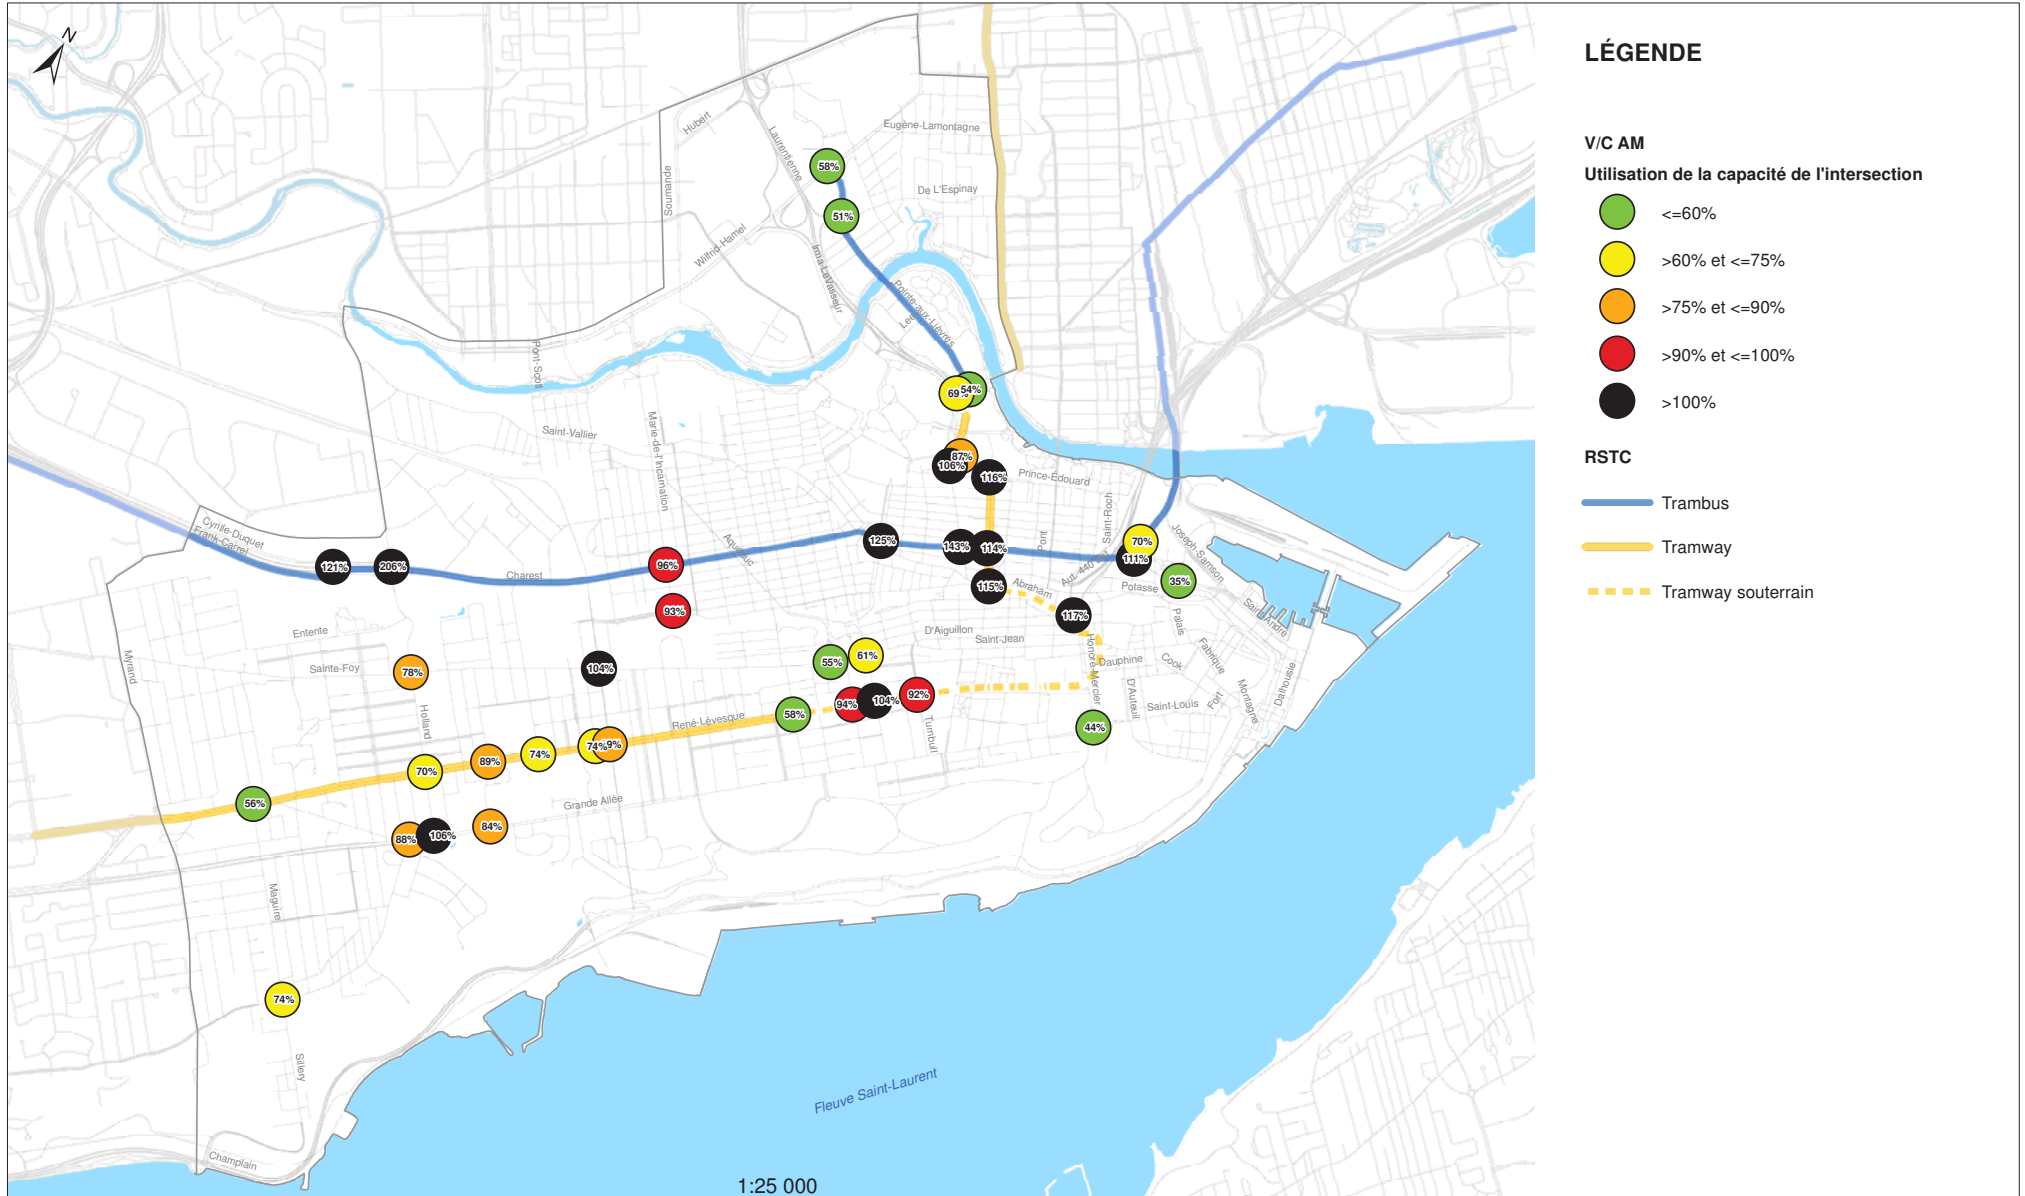 N
Hubert
Laurentienne
Eugène-Lamontagne
58%
Soumande
De L'Espinay
51%
Wilfrid-Hamel
Irma-LeVasseur
Pointe-aux-Lièvres
Lee
Pont-Scott
69%
54%
Saint-Vallier
Marie-de-l'Incarnation
87%
106%
116%
Prince-Édouard
Saint-Roch
Cyrille-Duquet
Frank-Carrel
Aqueduc
125%
143%
114%
Pont
70%
111%
Joseph-Samson
121%
206%
Charest
96%
Aut. 440
115%
Abraham
Potasse
35%
93%
117%
Saint-André
Palais
Entente
D'Aiguillon
Saint-Jean
Honoré-Mercier
Fabrique
Myrand
Sainte-Foy
78%
104%
55%
61%
Dauphine
Cook
Dalhousie
94%
104%
92%
D'Auteuil
Saint-Louis
Fort
Montagne
Holland
René-Lévesque
58%
Turnbull
44%
70%
89%
74%
74%
9%
56%
Grande Allée
88%
106%
84%
Maguire
74%
Sillery
Fleuve Saint-Laurent
Champlain
1:25 000
LÉGENDE
V/C AM
Utilisation de la capacité de l'intersection
<=60%
>60% et <=75%
>75% et <=90%
>90% et <=100%
>100%
RSTC
Trambus
Tramway
Tramway souterrain